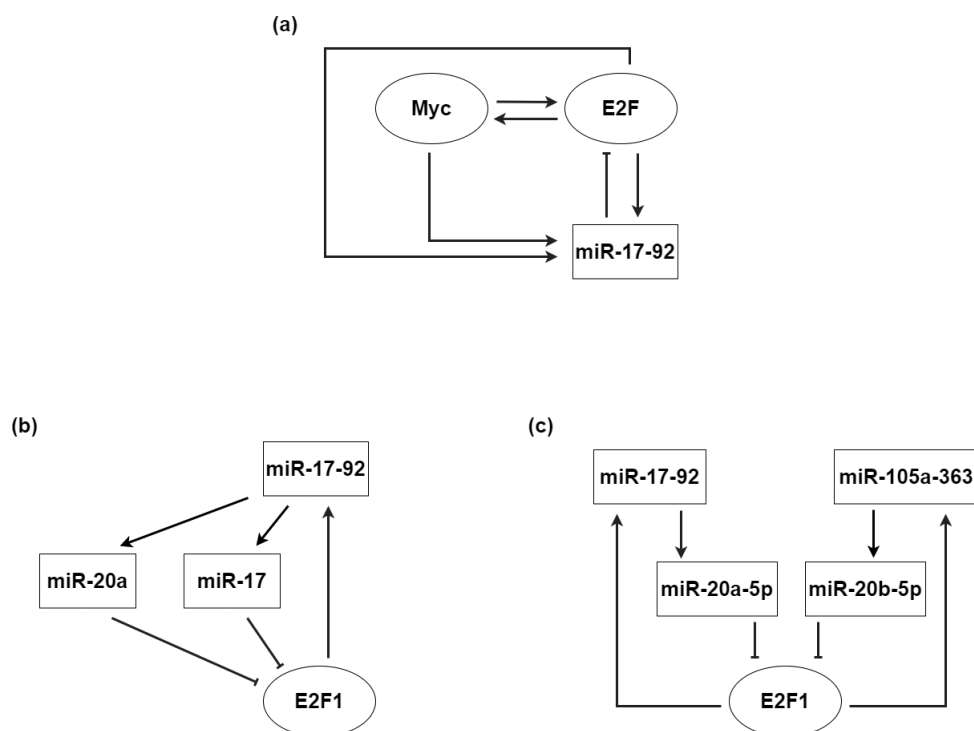 (a)
Myc
E2F
miR-17-92
(b)
miR-17-92
miR-20a
miR-17
E2F1
(c)
miR-17-92
miR-105a-363
miR-20a-5p
miR-20b-5p
E2F1